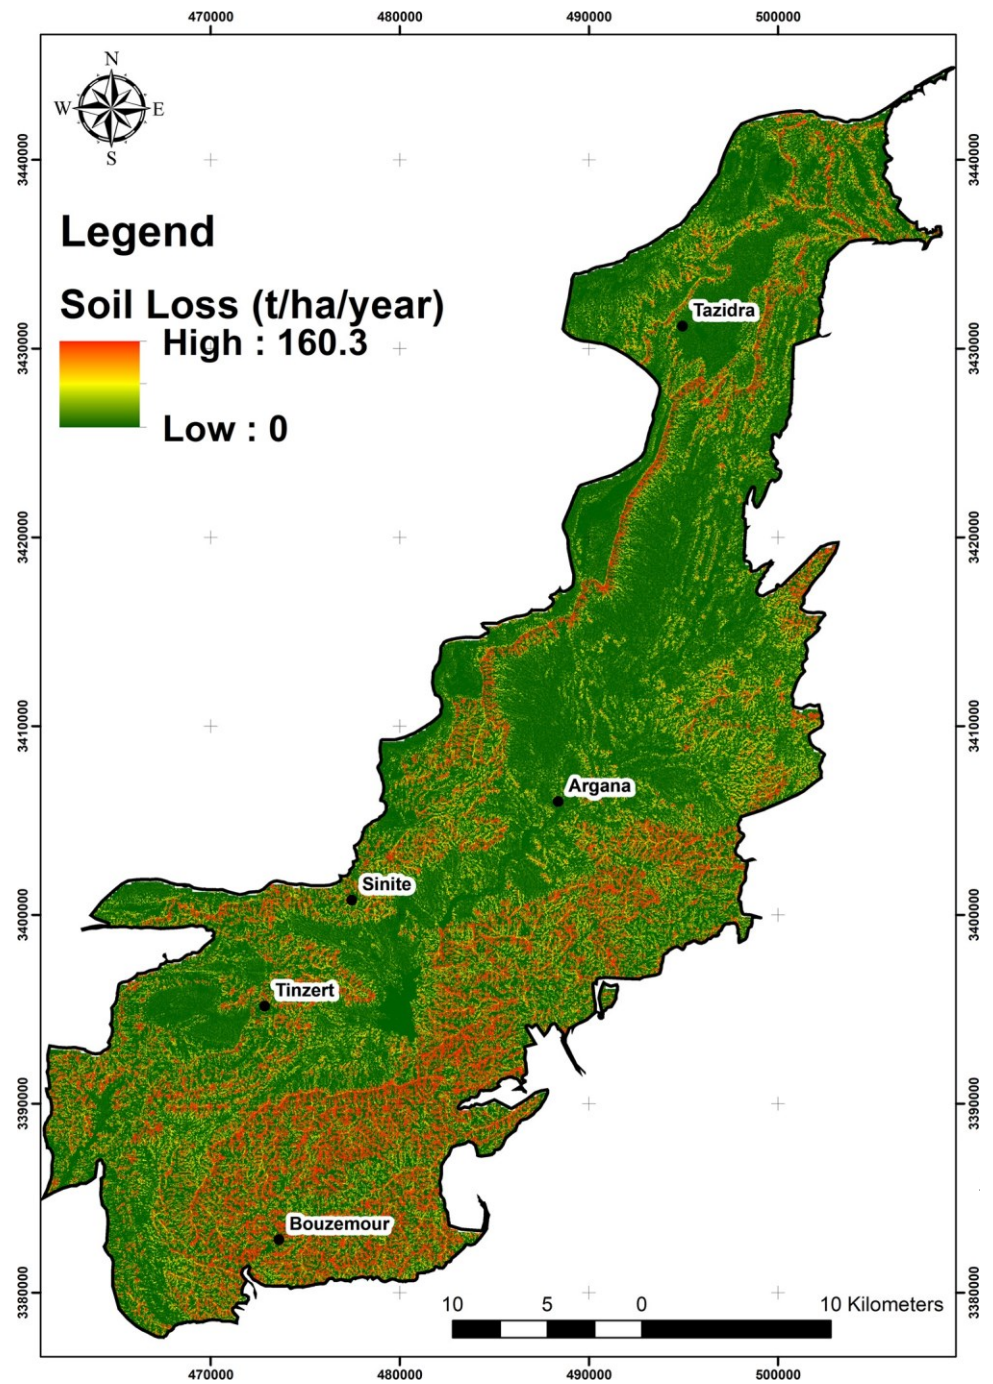 470000 480000 490000 500000
N
W E
S
3440000 3440000
Legend
Soil Loss (t/ha/year)
High : 160.3
Low : 0
Tazidra
3430000 3430000
3420000 3420000
3410000 3410000
Argana
Sinite
3400000 3400000
Tinzert
3390000 3390000
Bouzemour
3380000 3380000
10 5 0 10 Kilometers
470000 480000 490000 500000